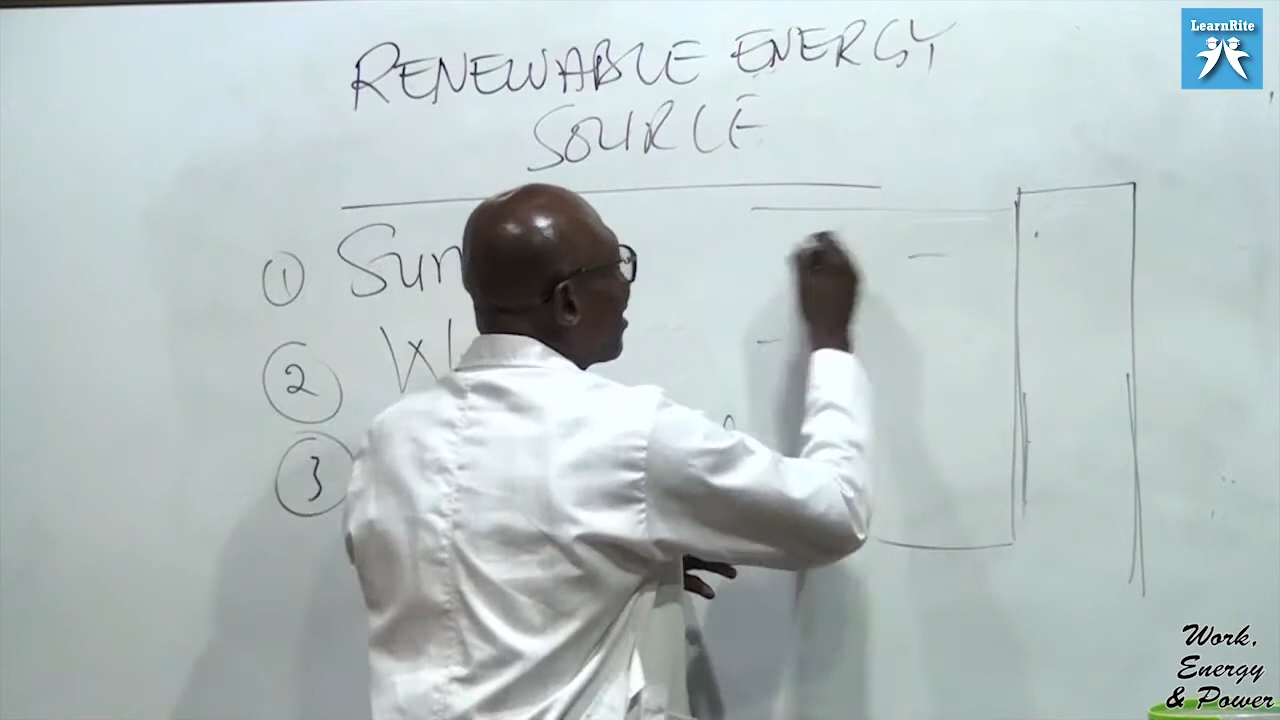 LearnRite
RENEWABLE ENERGY
SOURCE
1 Sun
2
3
Work,
Energy
& Power